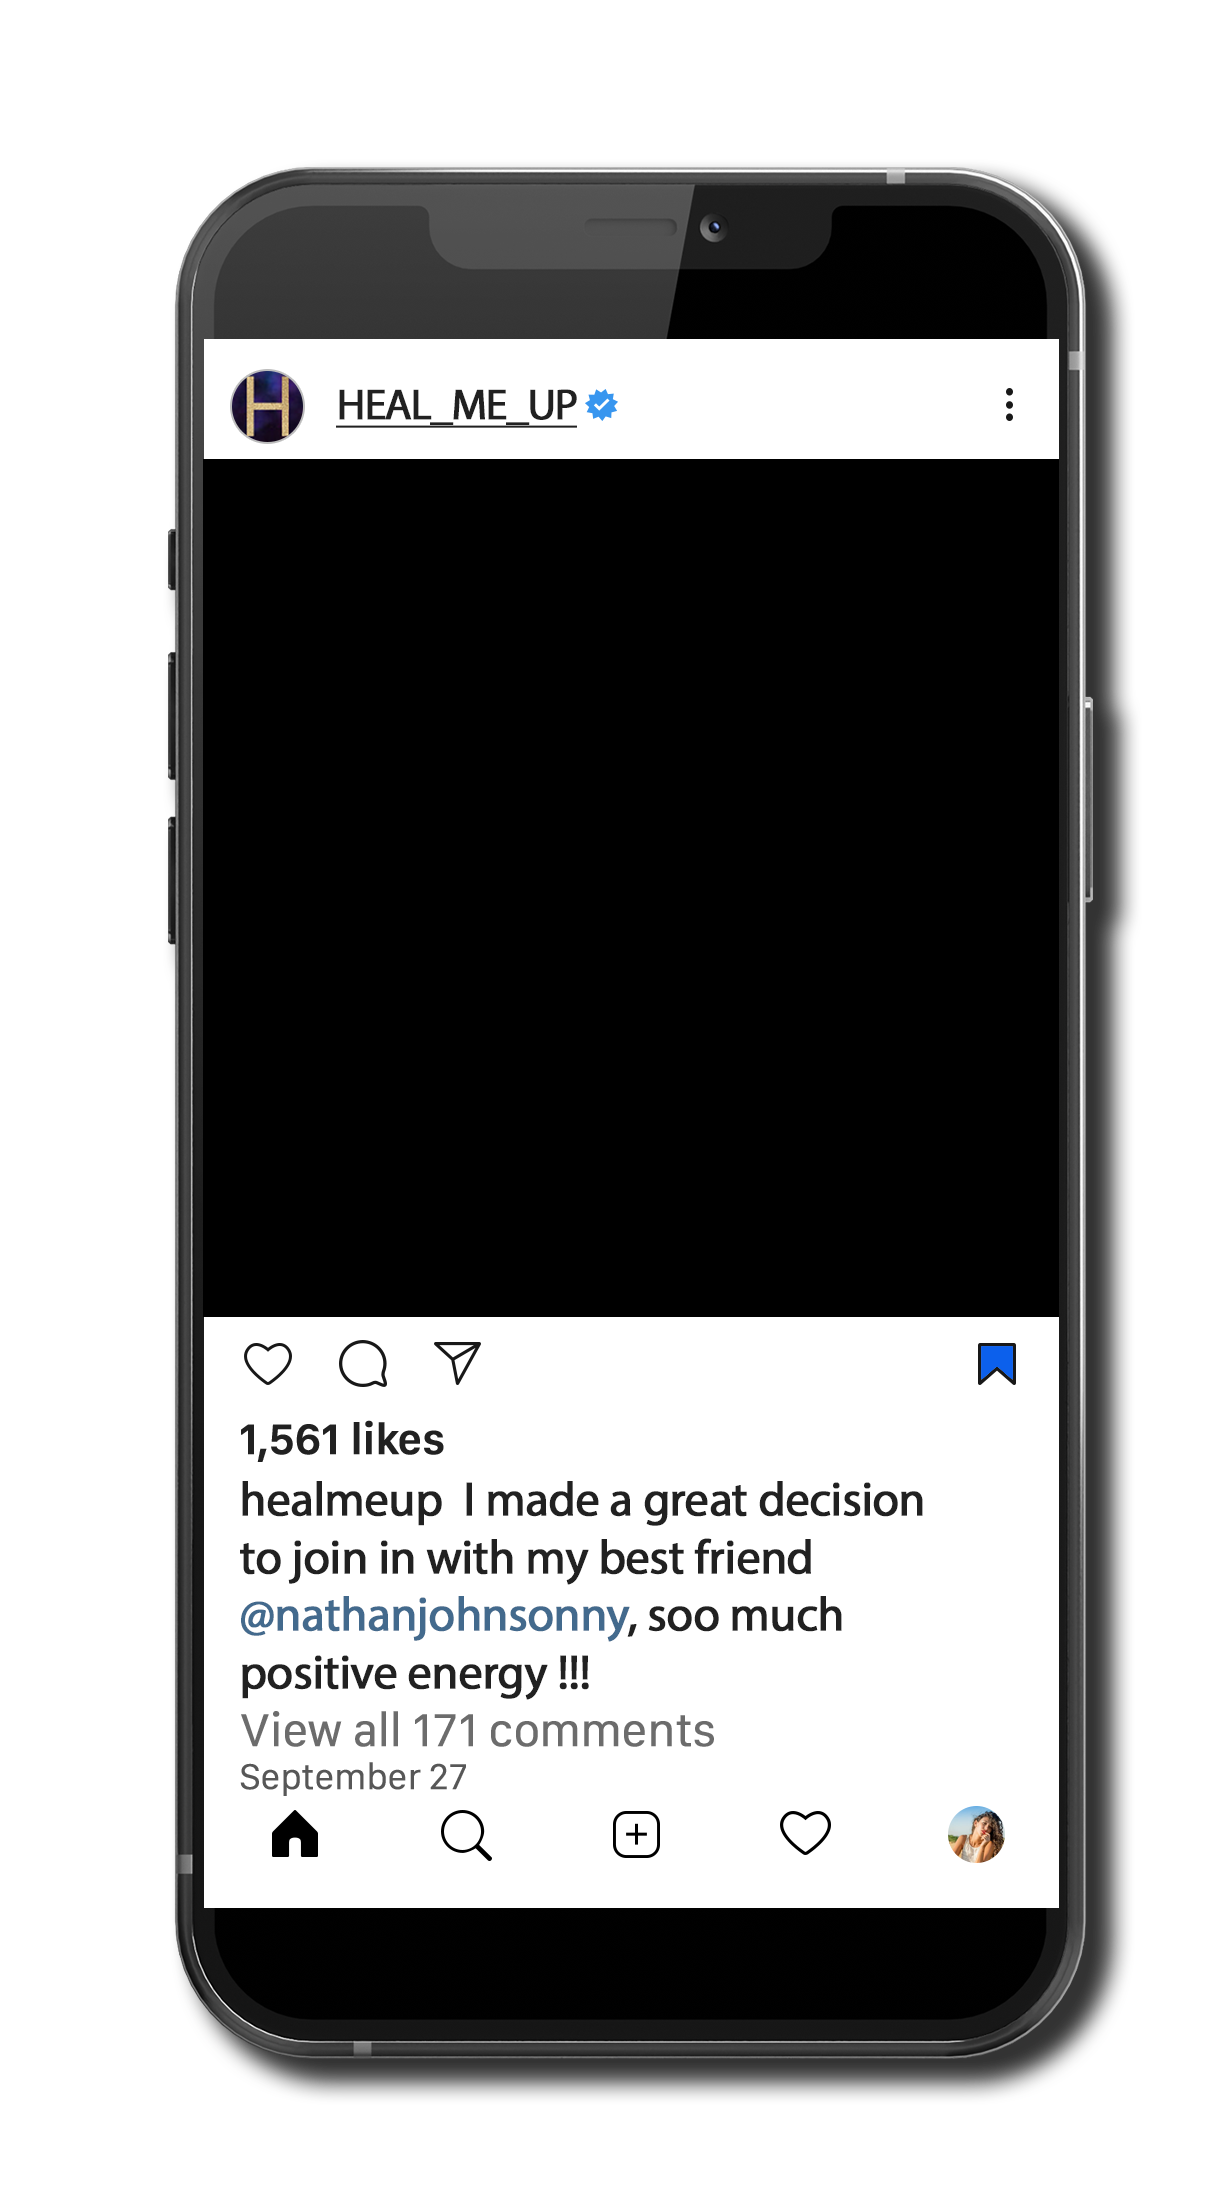 H
HEAL_ME_UP
1,561 likes
healmeup I made a great decision
to join in with my best friend
@nathanjohnsonny, soo much
positive energy !!!
View all 171 comments
September 27